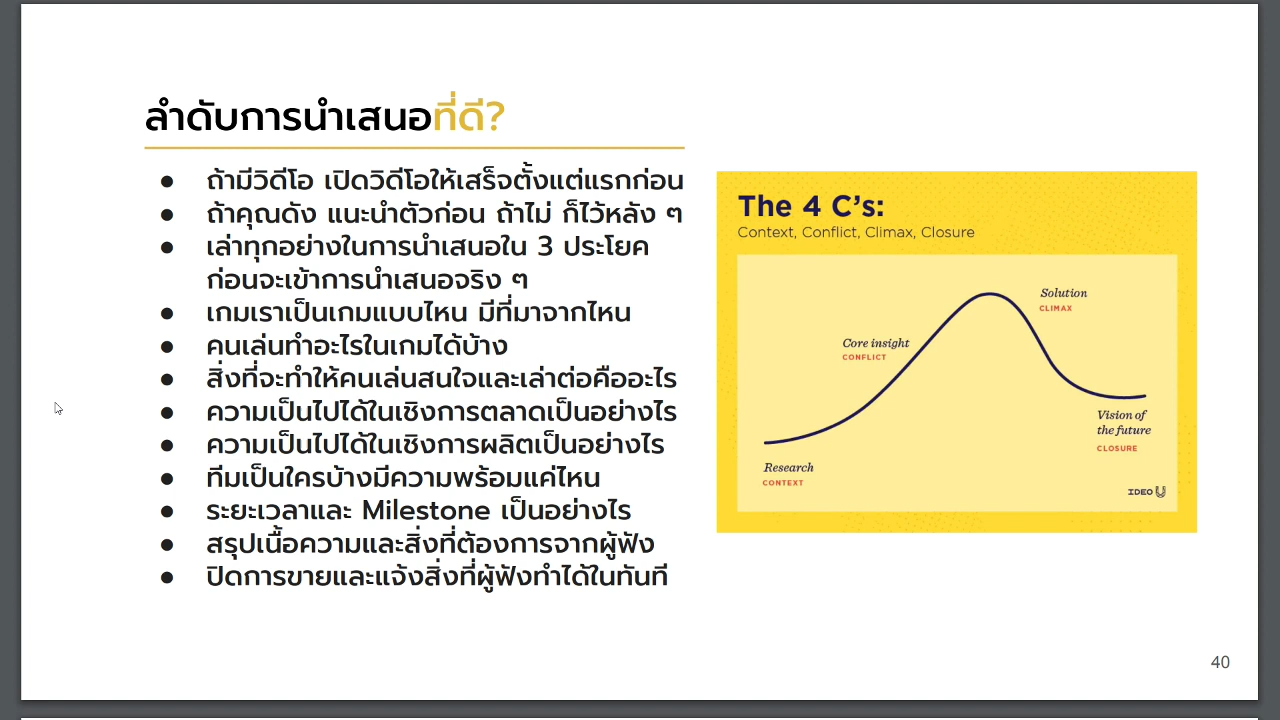 ลำดับการนำเสนอที่ดี?
● ถ้ามีวิดีโอ เปิดวิดีโอให้เสร็จตั้งแต่แรกก่อน
● ถ้าคุณดัง แนะนำตัวก่อน ถ้าไม่ ก็ไว้หลัง ๆ
● เล่าทุกอย่างในการนำเสนอใน 3 ประโยค
ก่อนจะเข้าการนำเสนอจริง ๆ
● เกมเราเป็นเกมแบบไหน มีที่มาจากไหน
● คนเล่นทำอะไรในเกมได้บ้าง
● สิ่งที่จะทำให้คนเล่นสนใจและเล่าต่อคืออะไร
● ความเป็นไปได้ในเชิงการตลาดเป็นอย่างไร
● ความเป็นไปได้ในเชิงการผลิตเป็นอย่างไร
● ทีมเป็นใครบ้างมีความพร้อมแค่ไหน
● ระยะเวลาและ Milestone เป็นอย่างไร
● สรุปเนื้อความและสิ่งที่ต้องการจากผู้ฟัง
● ปิดการขายและแจ้งสิ่งที่ผู้ฟังทำได้ในทันที
The 4 C’s:
Context, Conflict, Climax, Closure
Solution
CLIMAX
Core insight
CONFLICT
Vision of
the future
CLOSURE
Research
CONTEXT
IDEO U
40